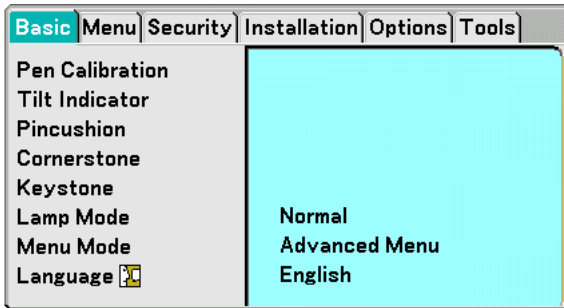 Basic Menu Security Installation Options Tools
Pen Calibration
Tilt Indicator
Pincushion
Cornerstone
Keystone
Lamp Mode Normal
Menu Mode Advanced Menu
Language English